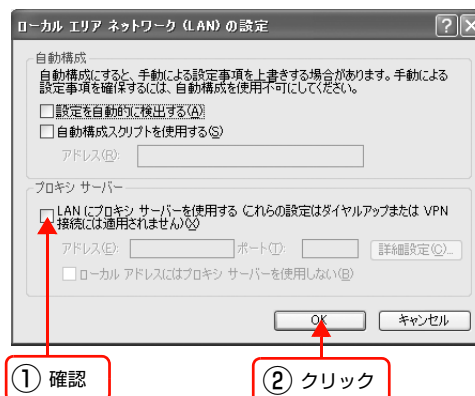 ローカル エリア ネットワーク (LAN) の設定
自動構成
自動構成にすると、手動による設定事項を上書きする場合があります。手動による
設定事項を確保するには、自動構成を使用不可にしてください。
設定を自動的に検出する(A)
自動構成スクリプトを使用する(S)
アドレス(R):
プロキシ サーバー
LAN にプロキシ サーバーを使用する (これらの設定はダイヤルアップまたは VPN
接続には適用されません)(X)
アドレス(E): ポート(T): 詳細設定(C)...
ローカル アドレスにはプロキシ サーバーを使用しない(B)
OK キャンセル
① 確認 ② クリック